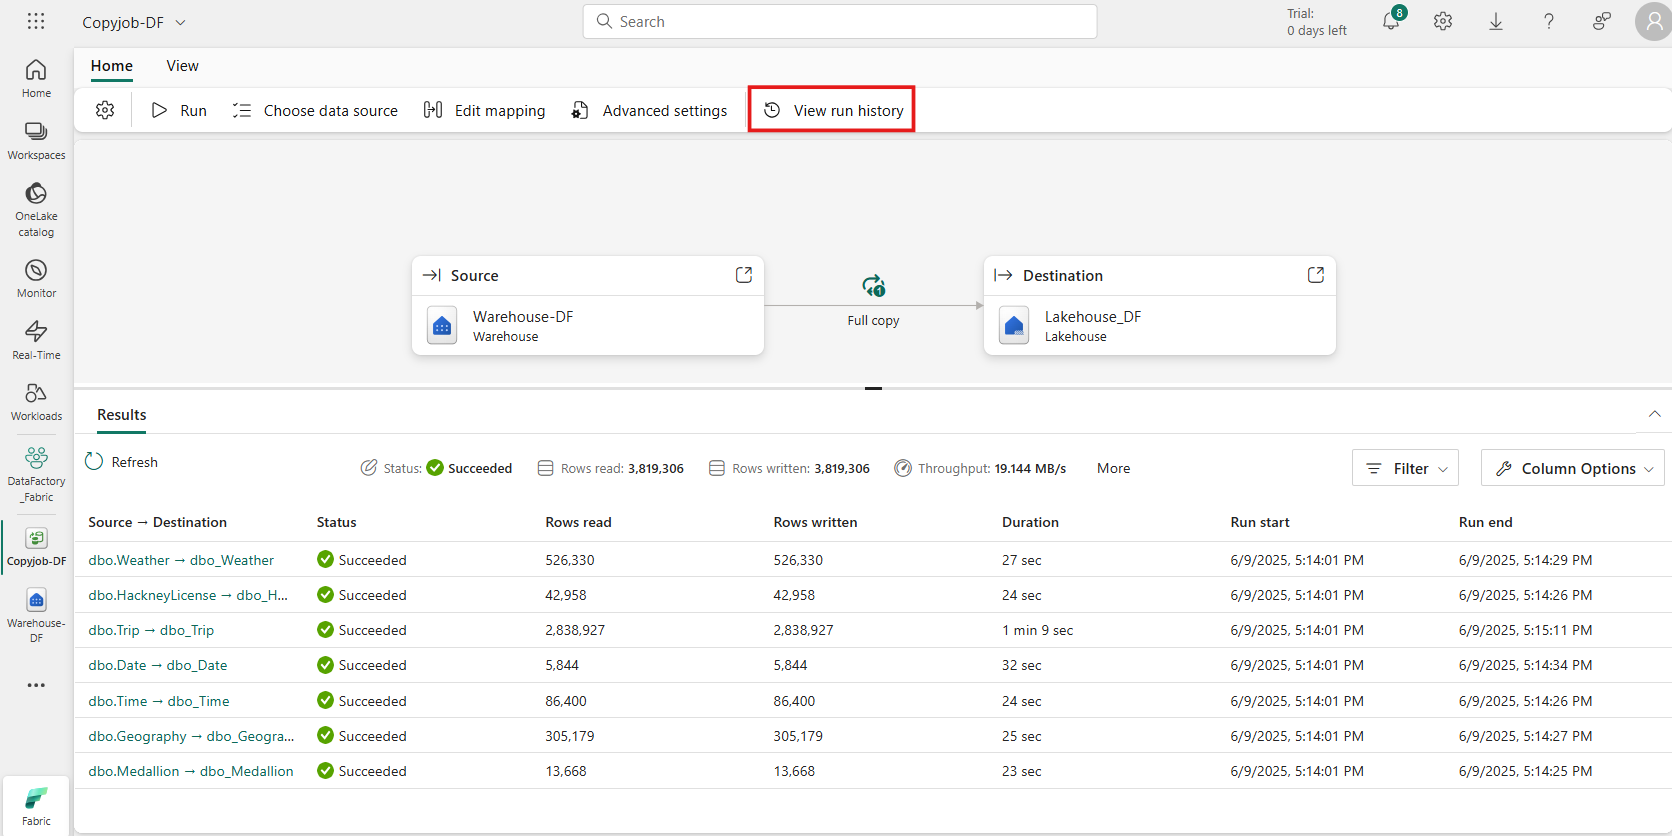 Copyjob-DF
Search
Trial:
0 days left
8
Home
Workspaces
OneLake
catalog
Monitor
Real-Time
Workloads
DataFactory
_Fabric
Copyjob-DF
Warehouse-
DF
Fabric
Home View
Run Choose data source Edit mapping Advanced settings View run history
Source
Warehouse-DF
Warehouse
1
Full copy
Destination
Lakehouse_DF
Lakehouse
Results
Refresh
Status: Succeeded Rows read: 3,819,306 Rows written: 3,819,306 Throughput: 19.144 MB/s More
Filter Column Options
Source → Destination Status Rows read Rows written Duration Run start Run end
dbo.Weather → dbo_Weather Succeeded 526,330 526,330 27 sec 6/9/2025, 5:14:01 PM 6/9/2025, 5:14:29 PM
dbo.HackneyLicense → dbo_H... Succeeded 42,958 42,958 24 sec 6/9/2025, 5:14:01 PM 6/9/2025, 5:14:26 PM
dbo.Trip → dbo_Trip Succeeded 2,838,927 2,838,927 1 min 9 sec 6/9/2025, 5:14:01 PM 6/9/2025, 5:15:11 PM
dbo.Date → dbo_Date Succeeded 5,844 5,844 32 sec 6/9/2025, 5:14:01 PM 6/9/2025, 5:14:34 PM
dbo.Time → dbo_Time Succeeded 86,400 86,400 24 sec 6/9/2025, 5:14:01 PM 6/9/2025, 5:14:26 PM
dbo.Geography → dbo_Geogra... Succeeded 305,179 305,179 25 sec 6/9/2025, 5:14:01 PM 6/9/2025, 5:14:27 PM
dbo.Medallion → dbo_Medallion Succeeded 13,668 13,668 23 sec 6/9/2025, 5:14:01 PM 6/9/2025, 5:14:25 PM